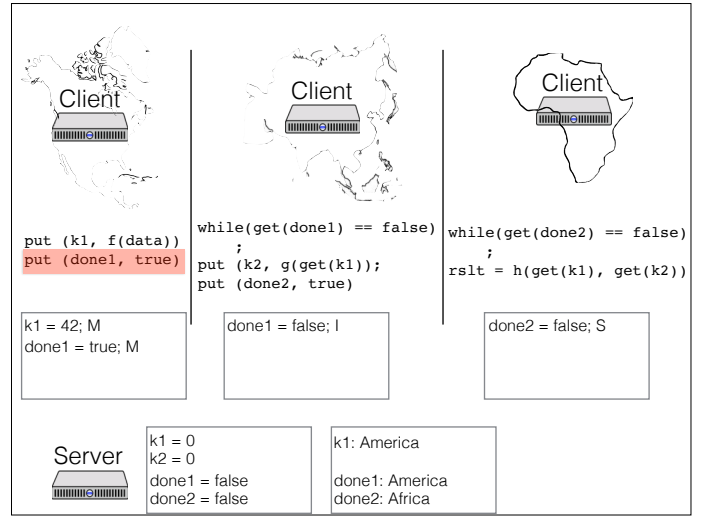 Client
Client
Client
put (k1, f(data))
put (done1, true)
while(get(done1) == false)
;
put (k2, g(get(k1));
put (done2, true)
while(get(done2) == false)
;
rslt = h(get(k1), get(k2))
k1 = 42; M
done1 = true; M
done1 = false; I
done2 = false; S
Server
k1 = 0
k2 = 0
done1 = false
done2 = false
k1: America
done1: America
done2: Africa